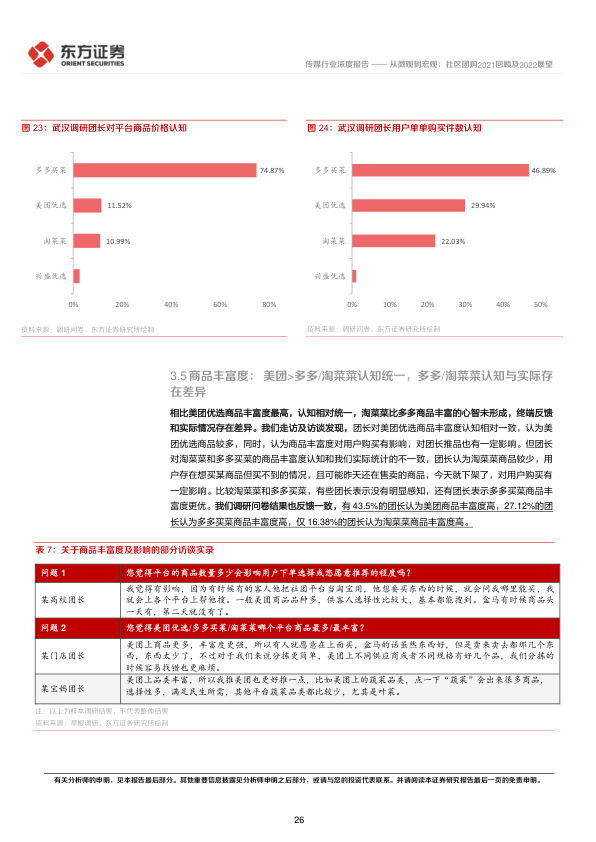 东方证券
ORIENT SECURITIES
传媒行业深度报告 —— 从微观到宏观：社区团购2021回顾及2022展望
图 23：武汉调研团长对平台商品价格认知
多多买菜
74.87%
美团优选
11.52%
淘菜菜
10.99%
兴盛优选
0% 20% 40% 60% 80%
资料来源：调研问卷，东方证券研究所绘制
图 24：武汉调研团长用户单单购买件数认知
多多买菜
46.89%
美团优选
29.94%
淘菜菜
22.03%
兴盛优选
0% 10% 20% 30% 40% 50%
资料来源：调研问卷，东方证券研究所绘制
3.5 商品丰富度： 美团>多多/淘菜菜认知统一，多多/淘菜菜认知与实际存
在差异
相比美团优选商品丰富度最高，认知相对统一，淘菜菜比多多商品丰富的心智未形成，终端反馈
和实际情况存在差异。我们走访及访谈发现，团长对美团优选商品丰富度认知相对一致，认为美
团优选商品较多，同时，认为商品丰富度对用户购买有影响，对团长推品也有一定影响。但团长
对淘菜菜和多多买菜的商品丰富度认知和我们实际统计的不一致，团长认为淘菜菜商品较少，用
户存在想买某商品但买不到的情况，且可能昨天还在售卖的商品，今天就下架了，对用户购买有
一定影响。比较淘菜菜和多多买菜，有些团长表示没有明显感知，还有团长表示多多买菜商品丰
富度更优。我们调研问卷结果也反馈一致，有 43.5%的团长认为美团商品丰富度高，27.12%的团
长认为多多买菜商品丰富度高，仅 16.38%的团长认为淘菜菜商品丰富度高。
表 7：关于商品丰富度及影响的部分访谈实录
问题 1 您觉得平台的商品数量多少会影响用户下单选择或您愿意推荐的程度吗？
某高校团长 我觉得有影响，因为有时候有的客人他把社团平台当淘宝用，他想要买东西的时候，就会问我哪里能买，我
就会上各个平台上帮他搜。一般美团商品品种多，供客人选择性比较大，基本都能搜到。盒马有时候商品头
一天有，第二天就没有了。
问题 2 您觉得美团优选/多多买菜/淘菜菜哪个平台商品最多/最丰富？
某门店团长 美团上商品更多，丰富度更强，所以有人就愿意在上面买，盒马的话虽然东西好，但是卖来卖去都那几个东
西，东西太少了，不过对于我们来说分拣更简单，美团上不同供应商或者不同规格有好几个品，我们分拣的
时候容易找错也更麻烦。
某宝妈团长 美团上品类丰富，所以我推美团也更好推一点，比如美团上的蔬菜品类，点一下“蔬菜”会出来很多商品，
选择性多，满足民生所需，其他平台蔬菜品类都比较少，尤其是叶菜。
注：以上为样本调研结果，不代表整体结果
资料来源：草根调研，东方证券研究所绘制
有关分析师的申明，见本报告最后部分。其他重要信息披露见分析师申明之后部分，或请与您的投资代表联系。并请阅读本证券研究报告最后一页的免责申明。
26